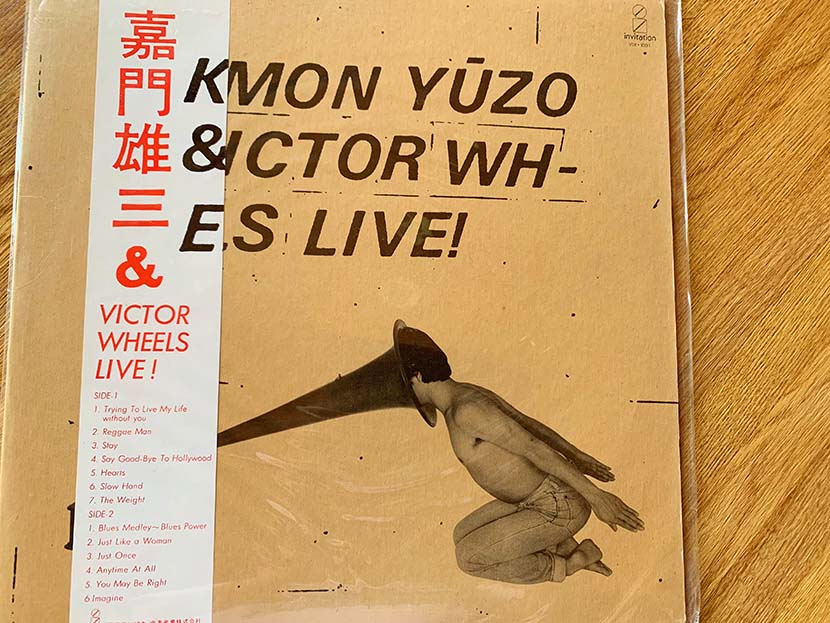 嘉門雄三
&
VICTOR
WHEELS
LIVE!
SIDE-1
1. Trying To Live My Life
without you
2. Reggae Man
3. Stay
4. Say Good-Bye To Hollywood
5. Hearts
6. Slow Hand
7. The Weight
SIDE-2
1. Blues Medley~Blues Power
2. Just Like a Woman
3. Just Once
4. Anytime At All
5. You May Be Right
6. Imagine
KMON YŪZO
&ICTOR WH-
E.S LIVE!
invitation